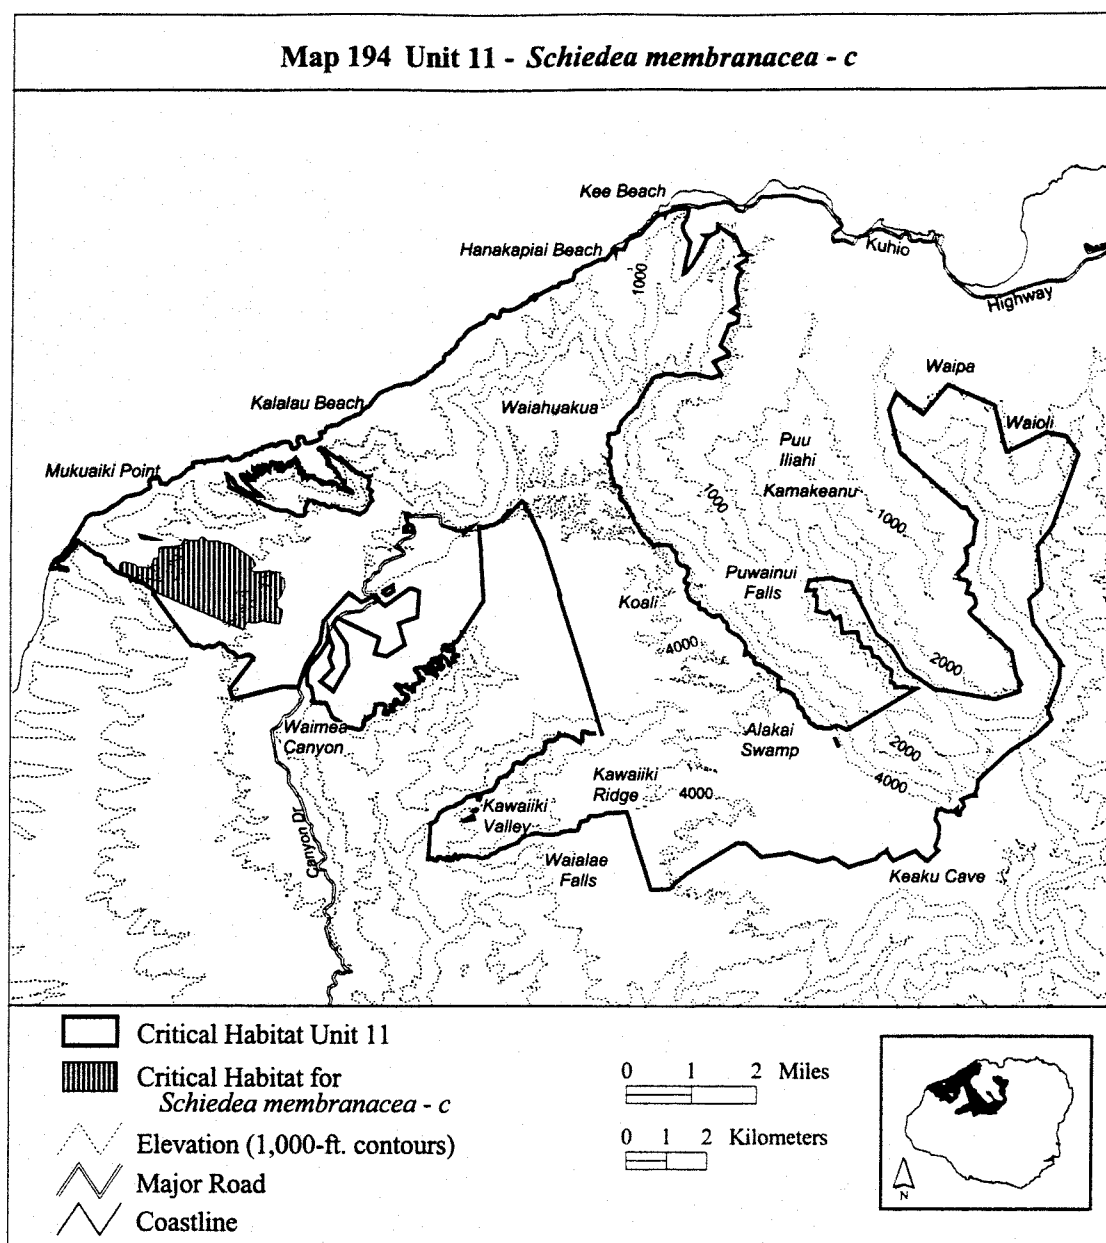 Map 194 Unit 11 - Schiedea membranacea - c
Kee Beach
Hanakapiai Beach
Kuhio
1000
Highway
Waipa
Kalalau Beach
Waiahuakua
Waioli
Puu
Iliahi
Mukuaiki Point
Kamakeanu
1000
1000
Puwainui
Falls
Koali
4000
2000
Waimea
Canyon
Alakai
Swamp
2000
4000
Kawaiiki
Ridge
4000
Kawaiiki
Valley
Canyon Dr
Waialae
Falls
Keaku Cave
Critical Habitat Unit 11
Critical Habitat for
Schiedea membranacea - c
Elevation (1,000-ft. contours)
Major Road
Coastline
0 1 2 Miles
0 1 2 Kilometers
N